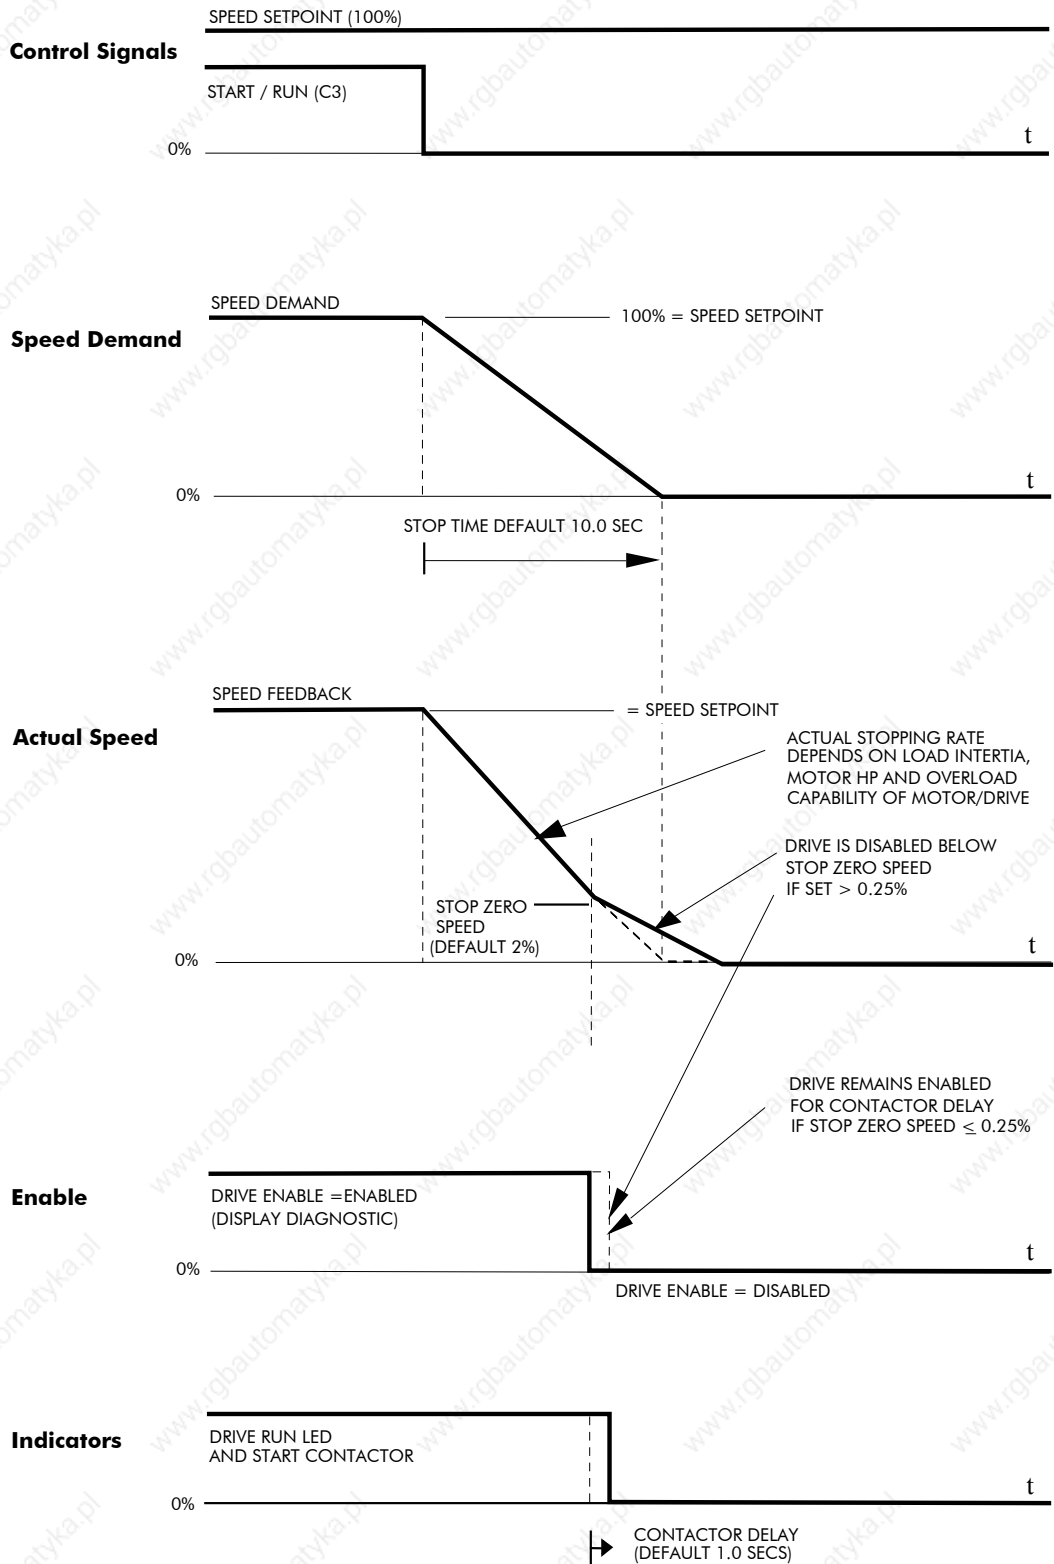 SPEED SETPOINT (100%)
Control Signals
START / RUN (C3)
t
0%
SPEED DEMAND
100% = SPEED SETPOINT
Speed Demand
t
0%
STOP TIME DEFAULT 10.0 SEC
SPEED FEEDBACK
= SPEED SETPOINT
Actual Speed
ACTUAL STOPPING RATE
DEPENDS ON LOAD INTERTIA,
MOTOR HP AND OVERLOAD
CAPABILITY OF MOTOR/DRIVE
DRIVE IS DISABLED BELOW
STOP ZERO SPEED
IF SET > 0.25%
STOP ZERO
SPEED
(DEFAULT 2%)
t
0%
DRIVE REMAINS ENABLED
FOR CONTACTOR DELAY
IF STOP ZERO SPEED ≤ 0.25%
Enable
DRIVE ENABLE =ENABLED
(DISPLAY DIAGNOSTIC)
t
0%
DRIVE ENABLE = DISABLED
Indicators
DRIVE RUN LED
AND START CONTACTOR
t
0%
CONTACTOR DELAY
(DEFAULT 1.0 SECS)
www.rgbautomatyka.pl